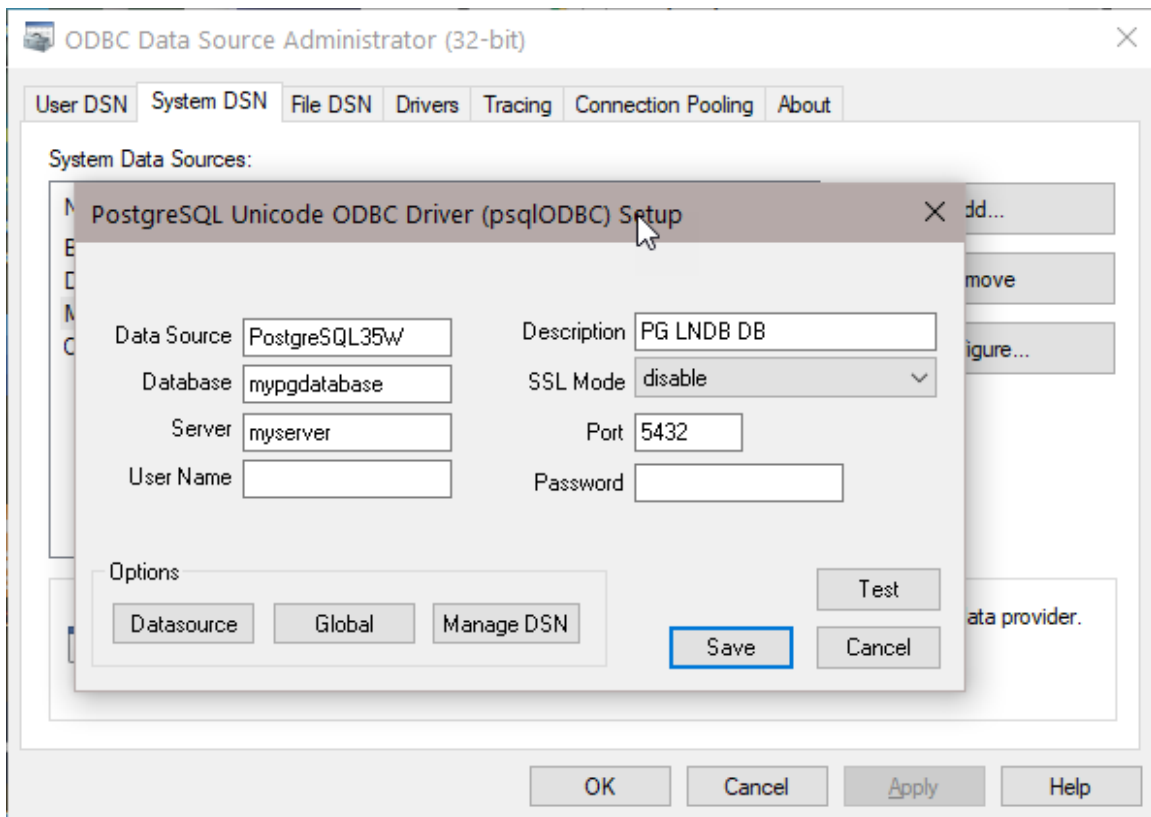 ODBC Data Source Administrator (32-bit)
User DSN System DSN File DSN Drivers Tracing Connection Pooling About
System Data Sources:
PostgreSQL Unicode ODBC Driver (psqlODBC) Setup
dd...
move
igure...
Data Source PostgreSQL35W Description PG LNDB DB
Database mypgdatabase SSL Mode disable
Server myserver Port 5432
User Name Password
Options
Datasource Global Manage DSN
Test
ata provider.
Save Cancel
OK Cancel Apply Help